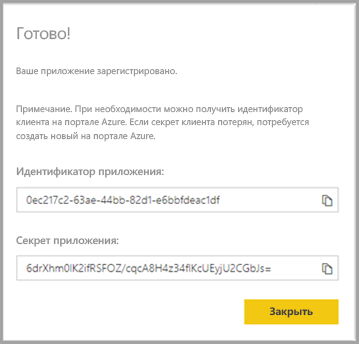 Готово!
Ваше приложение зарегистрировано.
Примечание. При необходимости можно получить идентификатор
клиента на портале Azure. Если секрет клиента потерян, потребуется
создать новый на портале Azure.
Идентификатор приложения:
0ec217c2-63ae-44bb-82d1-e6bbfdeac1df
Секрет приложения:
6drXhm0lK2ifRSFOZ/cqcA8H4z34flKcUEyjU2CGbJs=
Закрыть